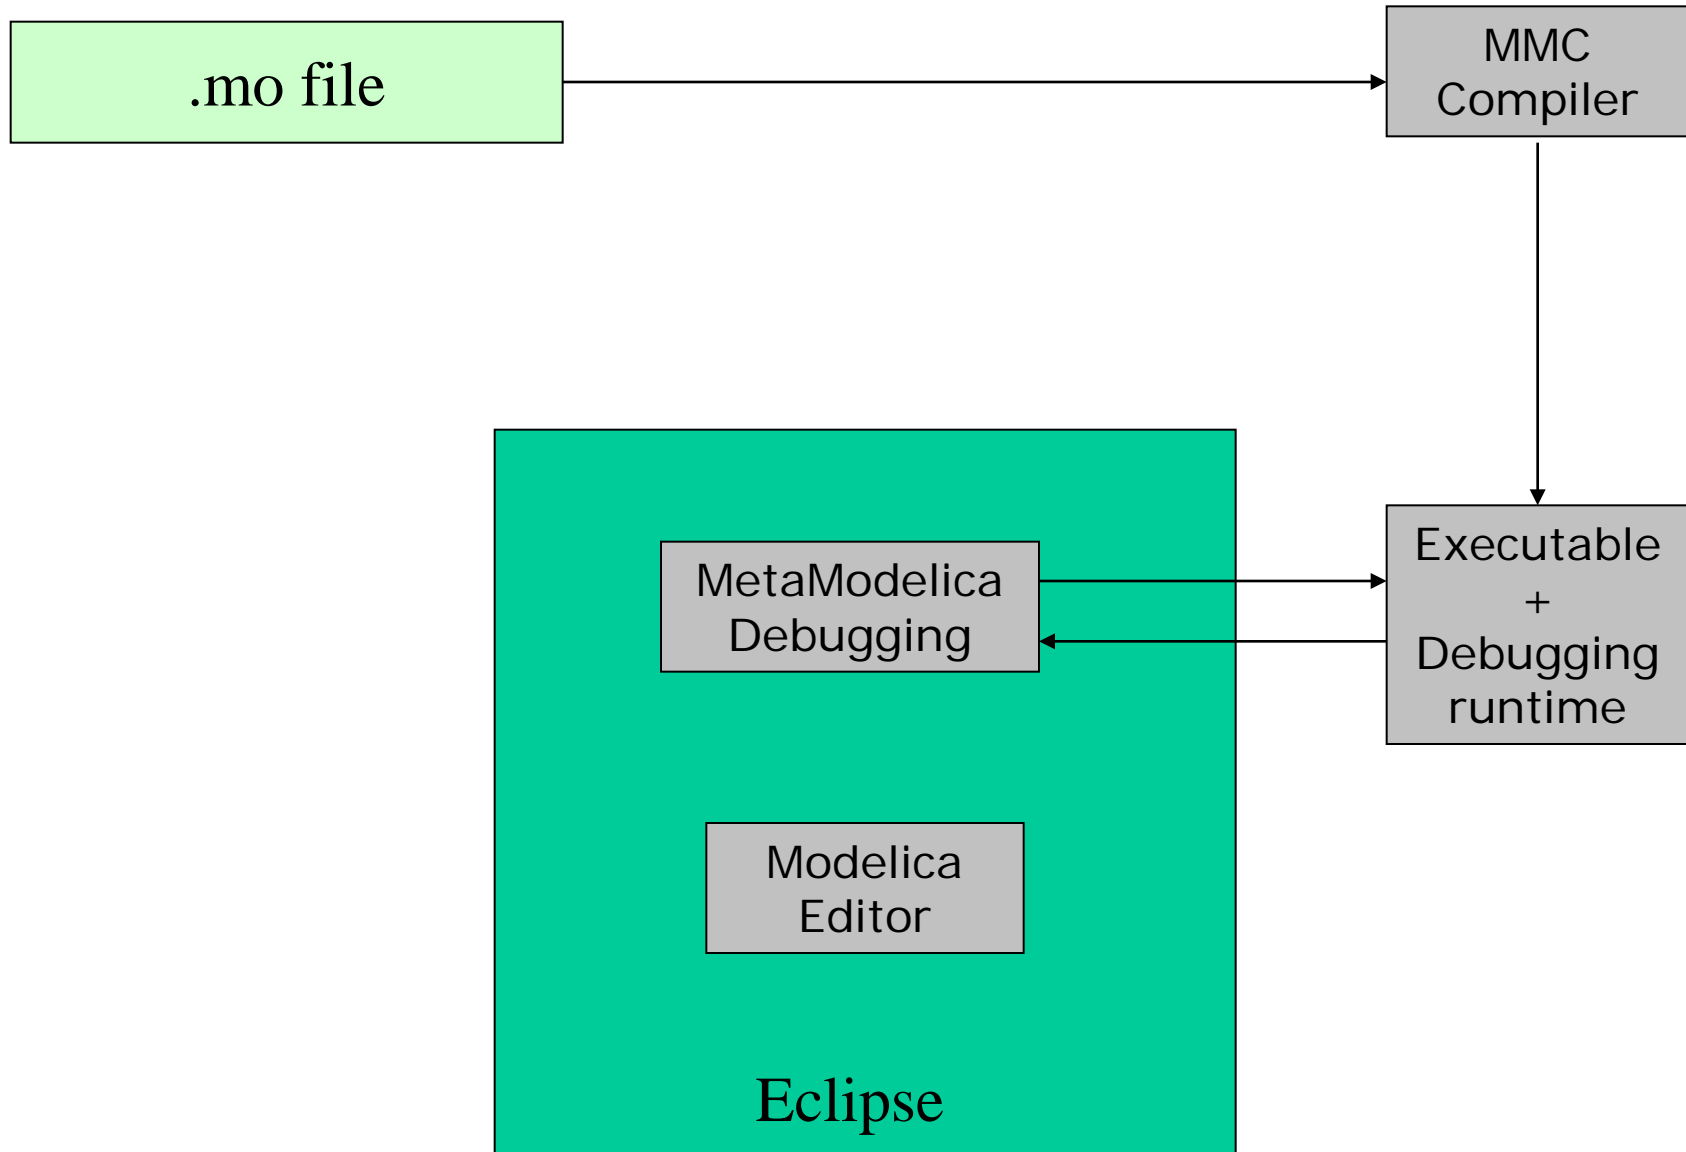 .mo file
MMC
Compiler
MetaModelica
Debugging
Executable
+
Debugging
runtime
Modelica
Editor
Eclipse